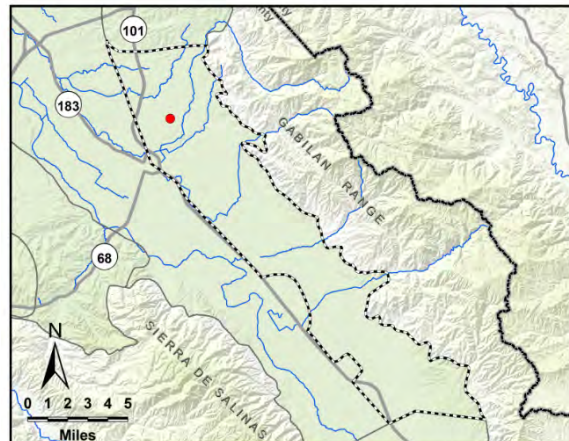 101
183
GABILAN RANGE
68
SIERRA DE SALINAS
N
0 1 2 3 4 5
Miles